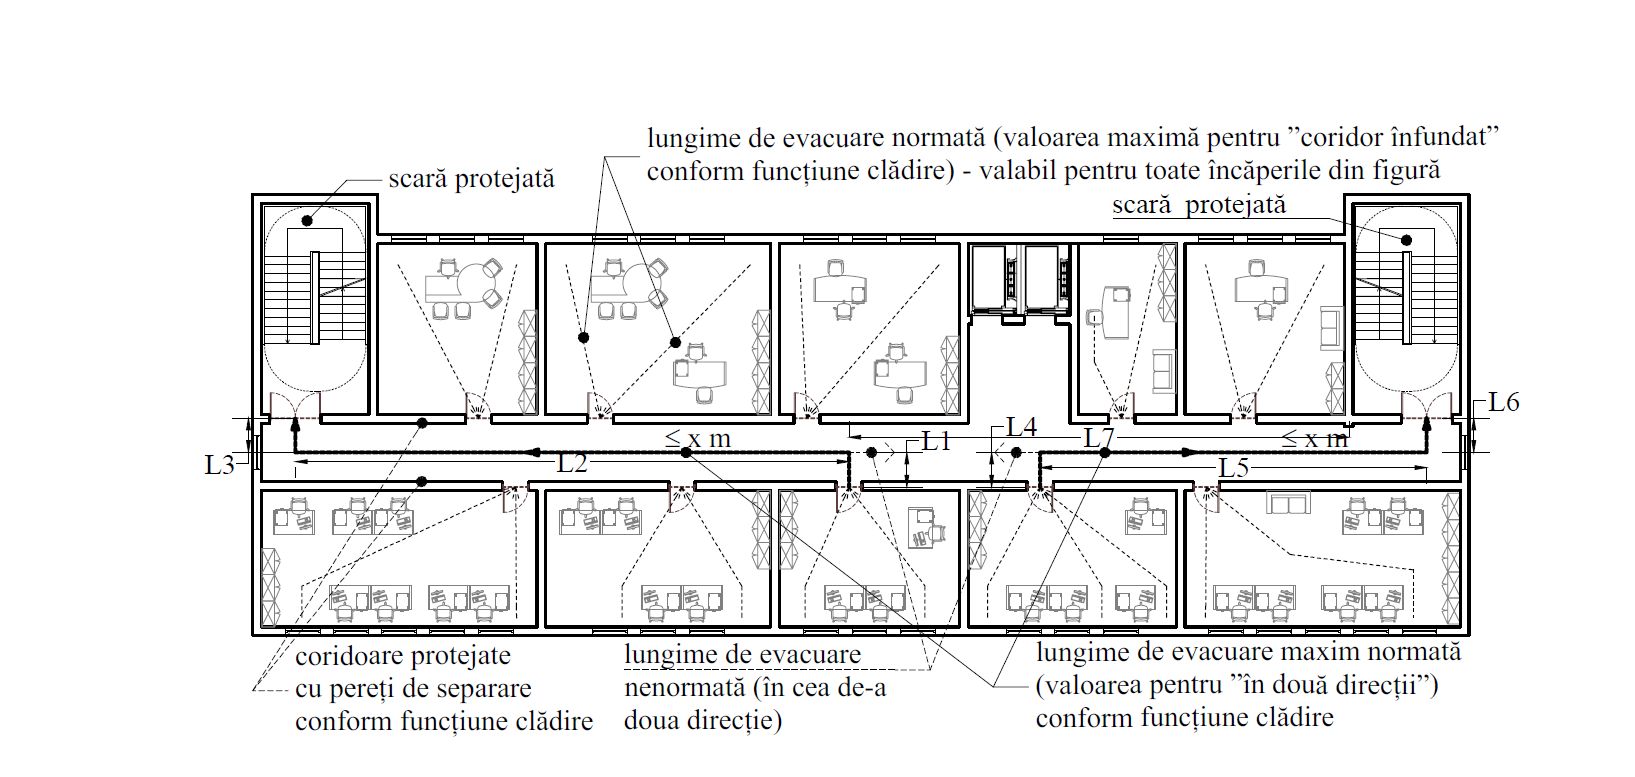 lungime de evacuare normată (valoarea maximă pentru ”coridor înfundat”
conform funcțiune clădire) - valabil pentru toate încăperile din figură
scară protejată
scară protejată
L6
L4
≤ x m
L1
L7
≤ x m
L3
L2
L5
coridoare protejate
cu pereți de separare
conform funcțiune clădire
lungime de evacuare
nenormată (în cea de-a
doua direcție)
lungime de evacuare maxim normată
(valoarea pentru ”în două direcții”)
conform funcțiune clădire